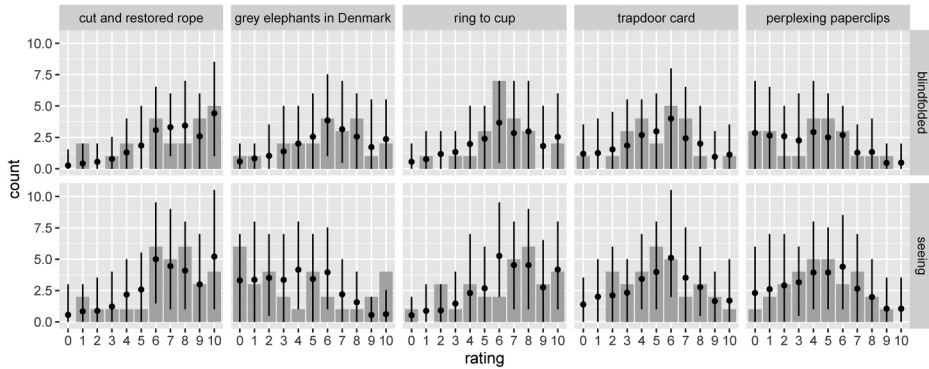 cut and restored rope grey elephants in Denmark ring to cup trapdoor card perplexing paperclips
10.0
7.5
5.0
2.5
0.0
blindfolded
count
10.0
7.5
5.0
2.5
0.0
seeing
0 1 2 3 4 5 6 7 8 9 10 0 1 2 3 4 5 6 7 8 9 10 0 1 2 3 4 5 6 7 8 9 10 0 1 2 3 4 5 6 7 8 9 10 0 1 2 3 4 5 6 7 8 9 10
rating